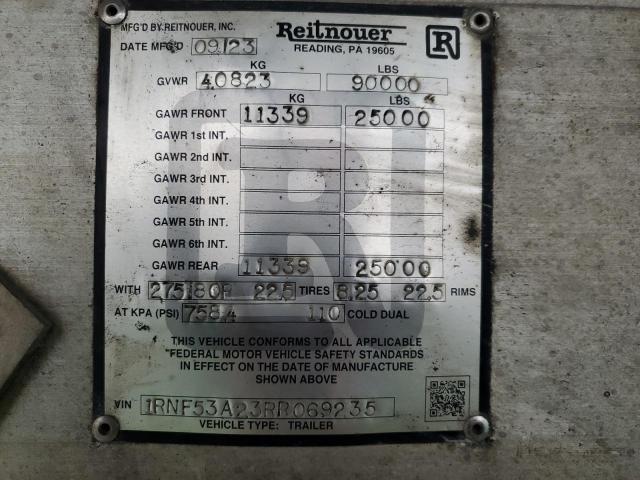 MFG'D BY REITNOUER, INC.
Reitnouer
READING, PA 19605
R
DATE MFG'D 09/23
KG LBS
GVWR 40823 90000
KG LBS
GAWR FRONT 11339 25000
GAWR 1st INT.
GAWR 2nd INT.
GAWR 3rd INT.
GAWR 4th INT.
GAWR 5th INT.
GAWR 6th INT.
GAWR REAR 11339 25000
WITH 275180R 22.5 TIRES 8.25 22.5 RIMS
AT KPA (PSI) 758.4 110 COLD DUAL
THIS VEHICLE CONFORMS TO ALL APPLICABLE
FEDERAL MOTOR VEHICLE SAFETY STANDARDS
IN EFFECT ON THE DATE OF MANUFACTURE
SHOWN ABOVE
VIN 1RNF53A23RR069235
VEHICLE TYPE: TRAILER